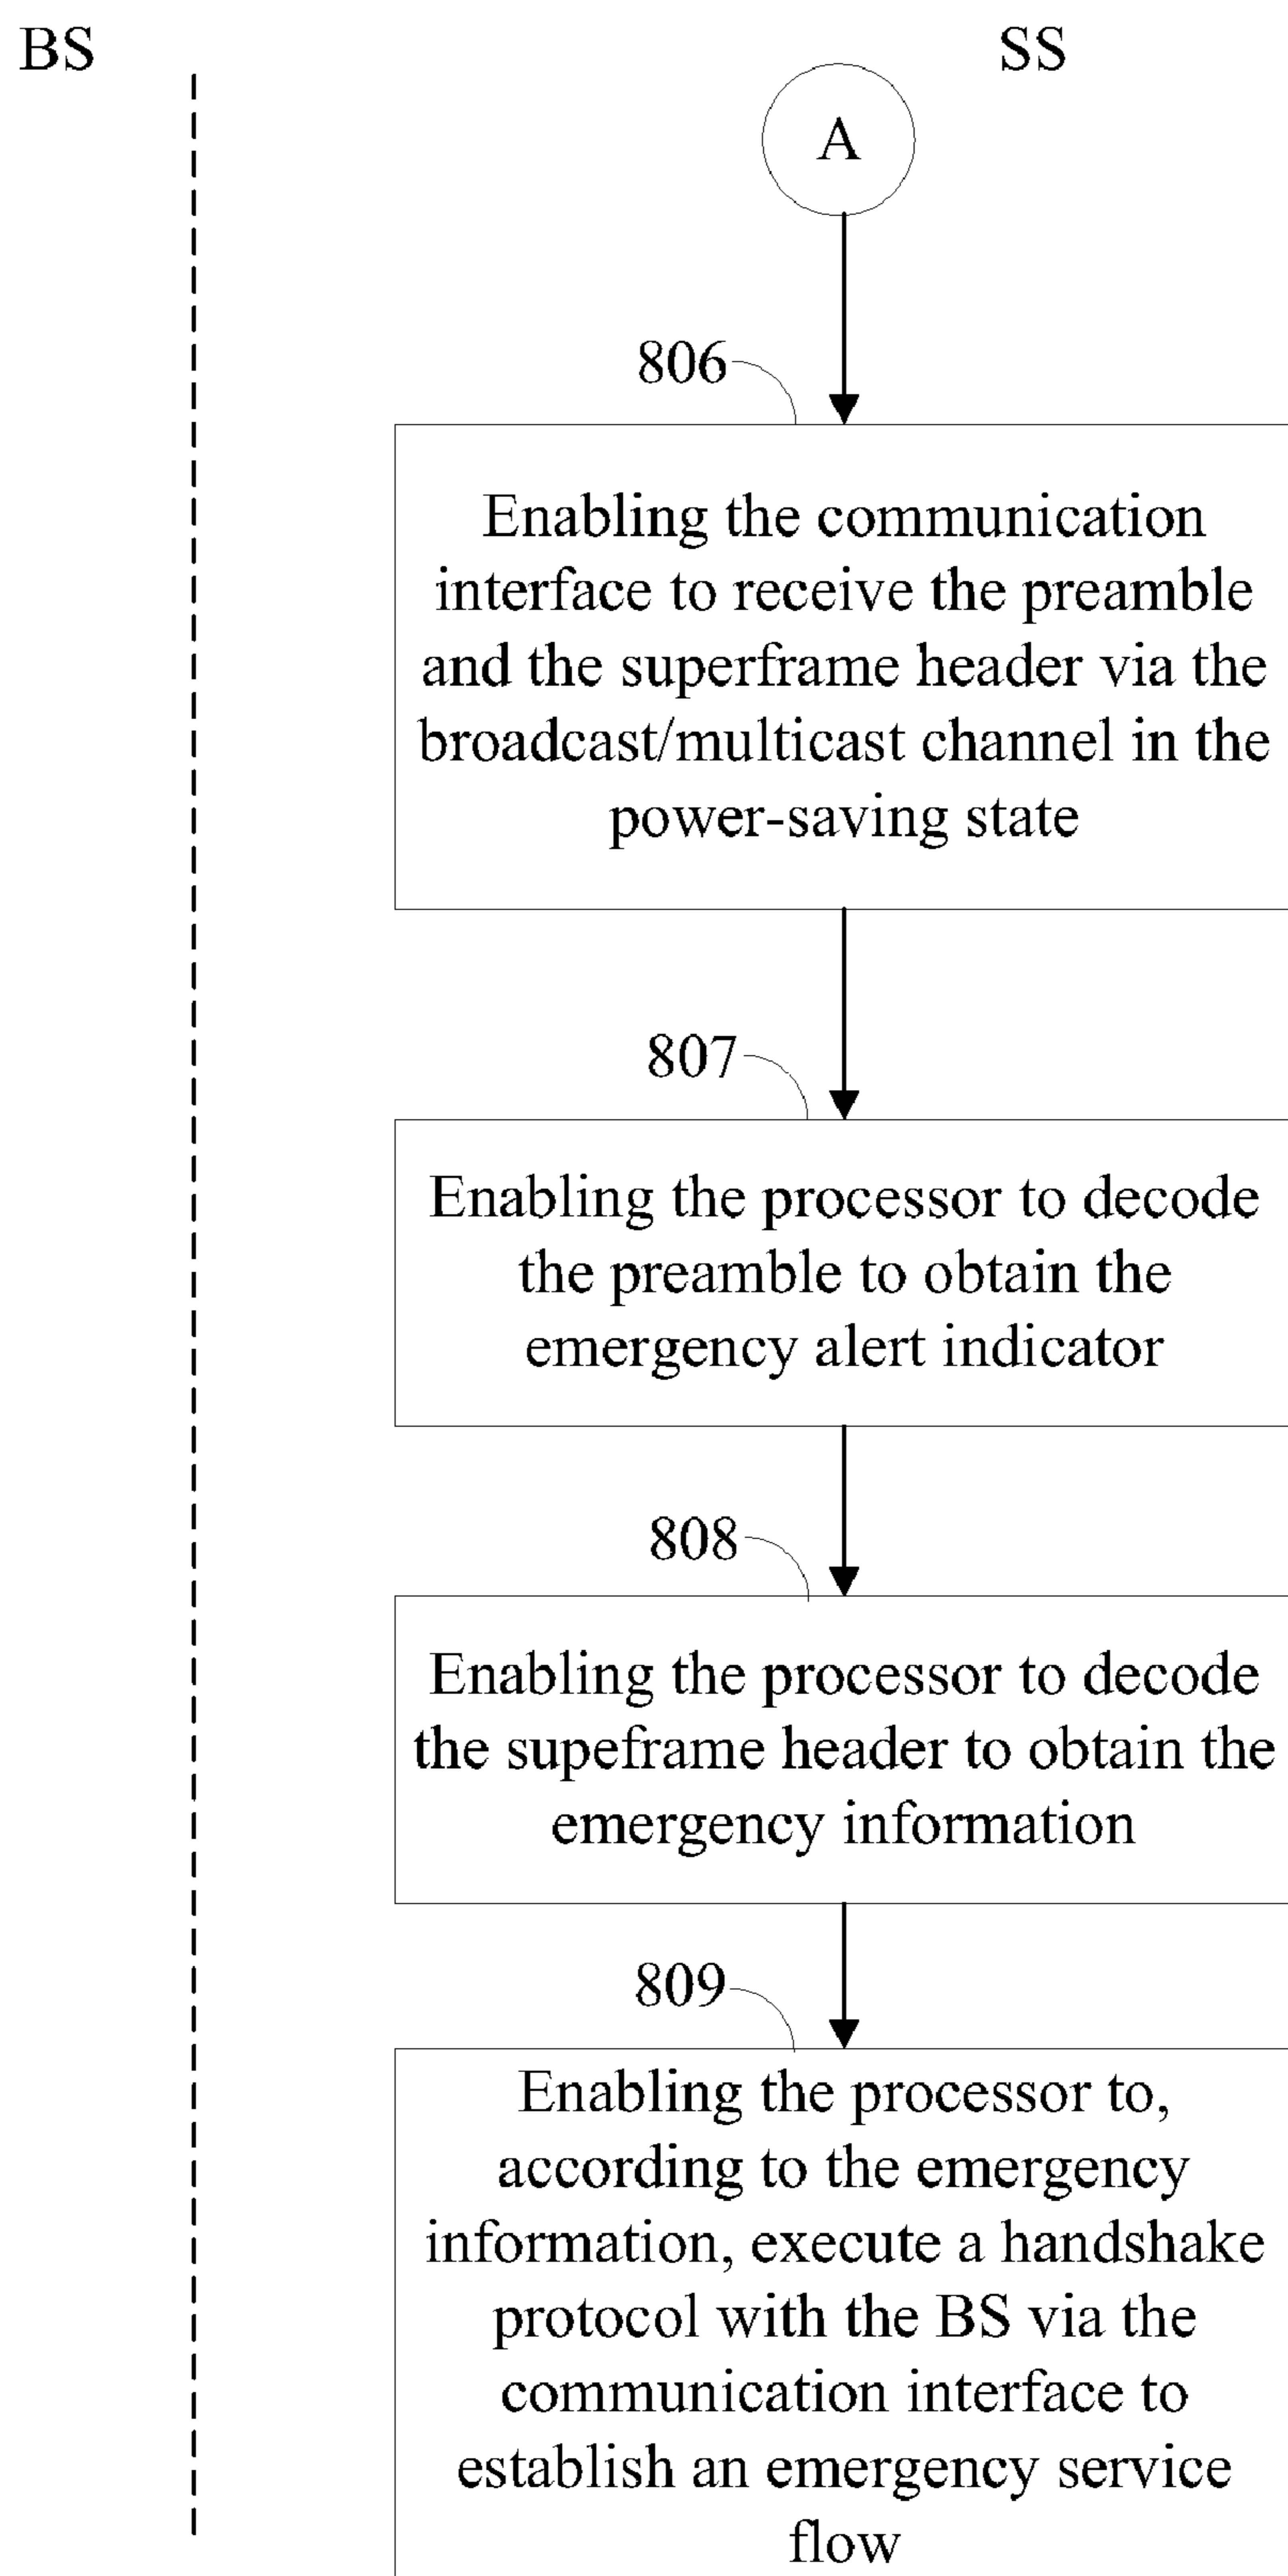 BS
SS
A
806
Enabling the communication
interface to receive the preamble
and the superframe header via the
broadcast/multicast channel in the
power-saving state
807
Enabling the processor to decode
the preamble to obtain the
emergency alert indicator
808
Enabling the processor to decode
the supeframe header to obtain the
emergency information
809
Enabling the processor to,
according to the emergency
information, execute a handshake
protocol with the BS via the
communication interface to
establish an emergency service
flow